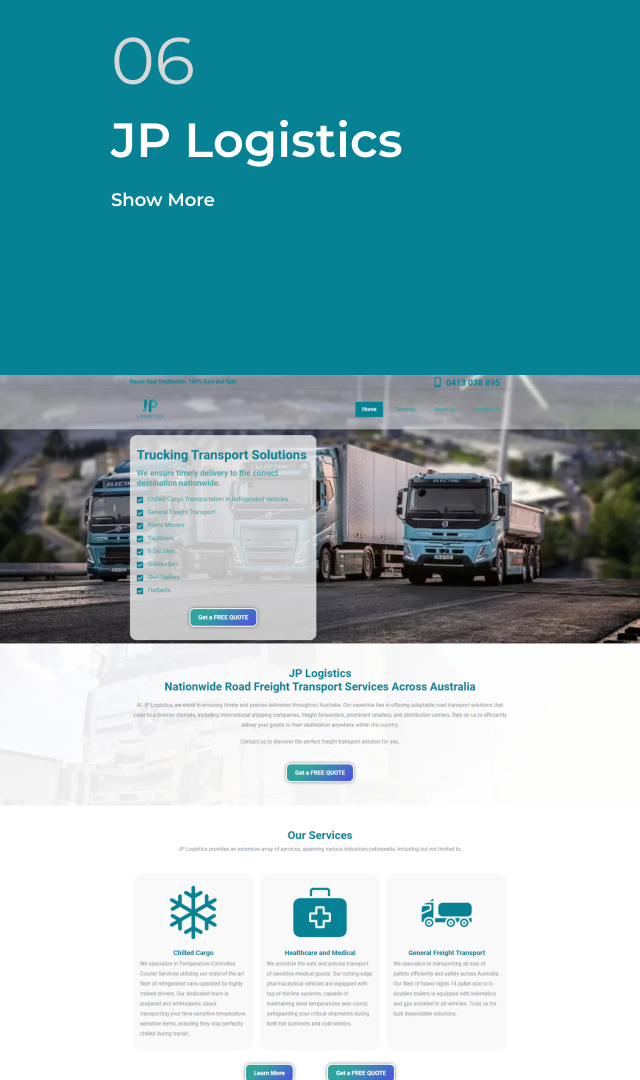 06
JP Logistics
Show More
Reach Your Destination 100% Sure and Safe
0413 038 895
JP
LOGISTICS
Home Services About Us Contact Us
Trucking Transport Solutions
We ensure timely delivery to the correct
destination nationwide.
Chilled Cargo Transportation in Refrigerated Vehicles
General Freight Transport
Prime Movers
Tautliners
B Doubles
Sideloaders
Skel Trailers
Flatbeds
Get a FREE QUOTE
ELECTRIC
JP Logistics
Nationwide Road Freight Transport Services Across Australia
At JP Logistics, we excel in ensuring timely and precise deliveries throughout Australia. Our expertise lies in offering adaptable road transport solutions that
cater to a diverse clientele, including international shipping companies, freight forwarders, prominent retailers, and distribution centers. Rely on us to efficiently
deliver your goods to their destination anywhere within the country.
Contact us to discover the perfect freight transport solution for you.
Get a FREE QUOTE
Our Services
JP Logistics provides an extensive array of services, spanning various industries nationwide, including but not limited to:
Chilled Cargo
We specialize in Temperature-Controlled
Courier Services utilizing our state-of-the-art
fleet of refrigerated vans operated by highly
trained drivers. Our dedicated team is
prepared and enthusiastic about
transporting your time-sensitive temperature-
sensitive items, ensuring they stay perfectly
chilled during transit.
Healthcare and Medical
We prioritize the safe and precise transport
of sensitive medical goods. Our cutting-edge
pharmaceutical vehicles are equipped with
top-of-the-line systems, capable of
maintaining ideal temperatures year-round,
safeguarding your critical shipments during
both hot summers and cold winters.
General Freight Transport
We specialize in transporting all size of
pallets efficiently and safely across Australia.
Our fleet of heavy rigids 14 pallet size to b-
doubles trailers is equipped with telematics
and gps installed in all vehicles. Trust us for
bulk dependable solutions.
Learn More
Get a FREE QUOTE